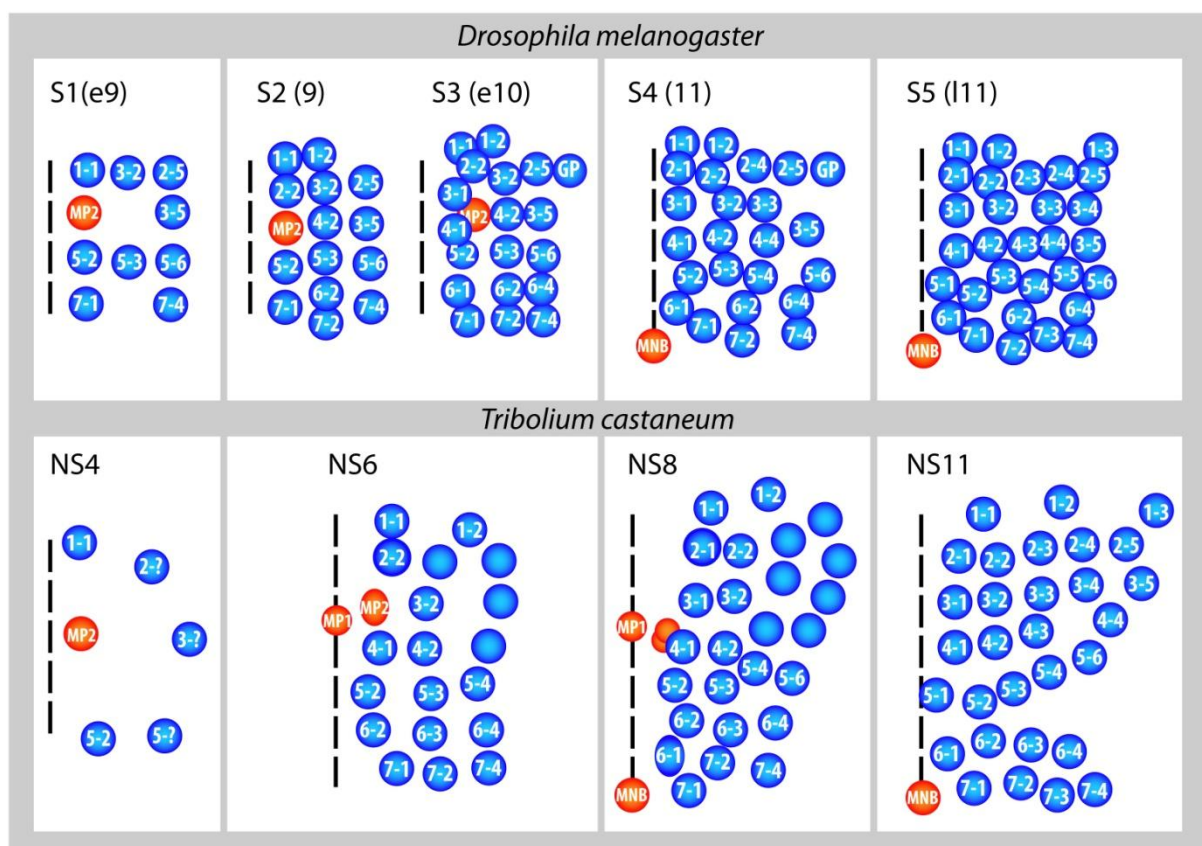 Drosophila melanogaster
S1(e9)
1-1 3-2 2-5
MP2 3-5
5-2 5-3 5-6
7-1 7-4
S2 (9)
1-1 1-2
2-2 3-2 2-5
MP2 4-2 3-5
5-2 5-3 5-6
7-1 6-2 7-4
7-2
S3 (e10)
1-1 1-2
2-2 3-2 2-5 GP
3-1 MP2 4-2 3-5
4-1
5-2 5-3 5-6
6-1 6-2 6-4
7-1 7-2 7-4
S4 (11)
1-1 1-2
2-1 2-2 2-4 2-5 GP
3-1 3-2 3-3
4-1 4-2 4-4 3-5
5-2 5-3 5-4 5-6
6-1 6-2 6-4
7-1 7-2 7-4
MNB
S5 (l11)
1-1 1-2 1-3
2-1 2-2 2-3 2-4 2-5
3-1 3-2 3-3 3-4
4-1 4-2 4-3 4-4 3-5
5-1 5-2 5-3 5-4 5-5 5-6
6-1 6-2 6-4
7-1 7-2 7-3 7-4
MNB
Tribolium castaneum
NS4
1-1
2-?
MP2 3-?
5-2 5-?
NS6
1-1 1-2
2-2
MP1 MP2 3-2
4-1 4-2
5-2 5-3 5-4
6-2 6-3 6-4
7-1 7-2 7-4
NS8
1-1 1-2
2-1 2-2
3-1 3-2
MP1
4-1 4-2
5-2 5-3 5-4 5-6
6-2 6-3 6-4
6-1 7-2 7-4
MNB 7-1
NS11
1-1 1-2 1-3
2-1 2-2 2-3 2-4 2-5
3-1 3-2 3-3 3-4 3-5
4-1 4-2 4-3 4-4
5-1 5-2 5-3 5-4 5-6
6-1 6-2 6-3 6-4
7-1 7-2 7-3 7-4
MNB